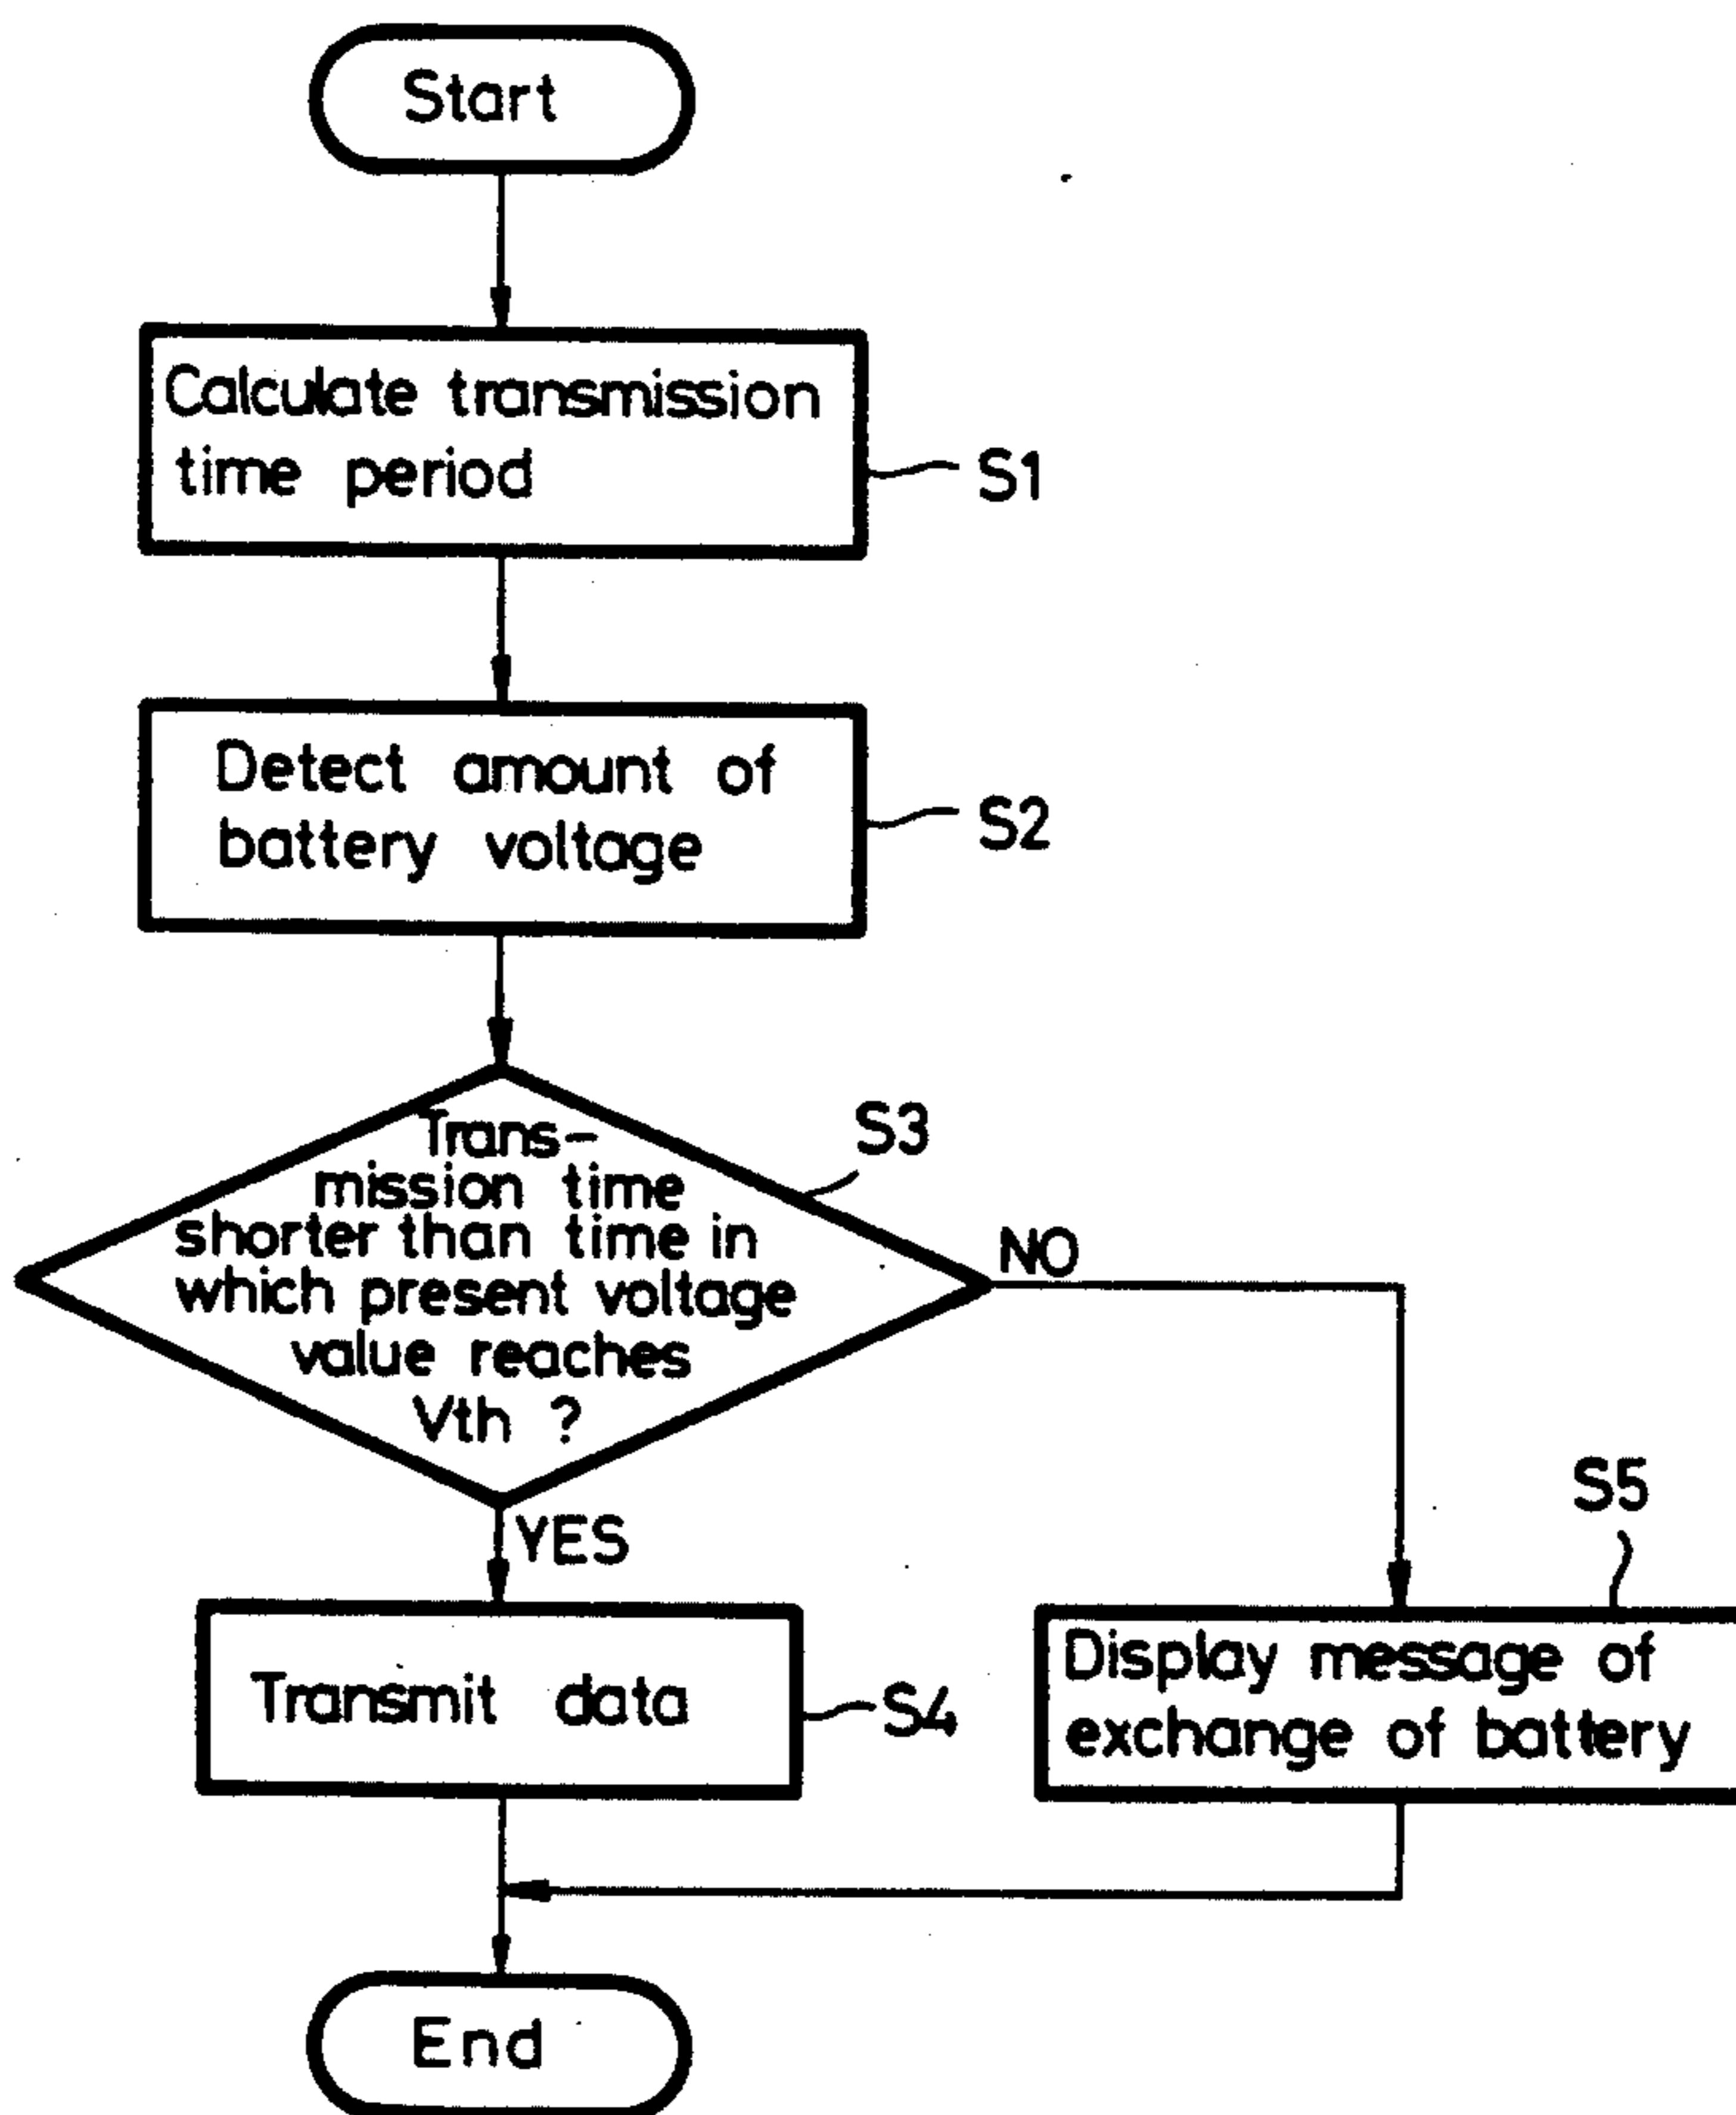 Start
Calculate transmission
time period
S1
Detect amount of
battery voltage
S2
Trans-
mission time
shorter than time in
which present voltage
value reaches
Vth ?
S3
NO
YES
Transmit data
S4
S5
Display message of
exchange of battery
End